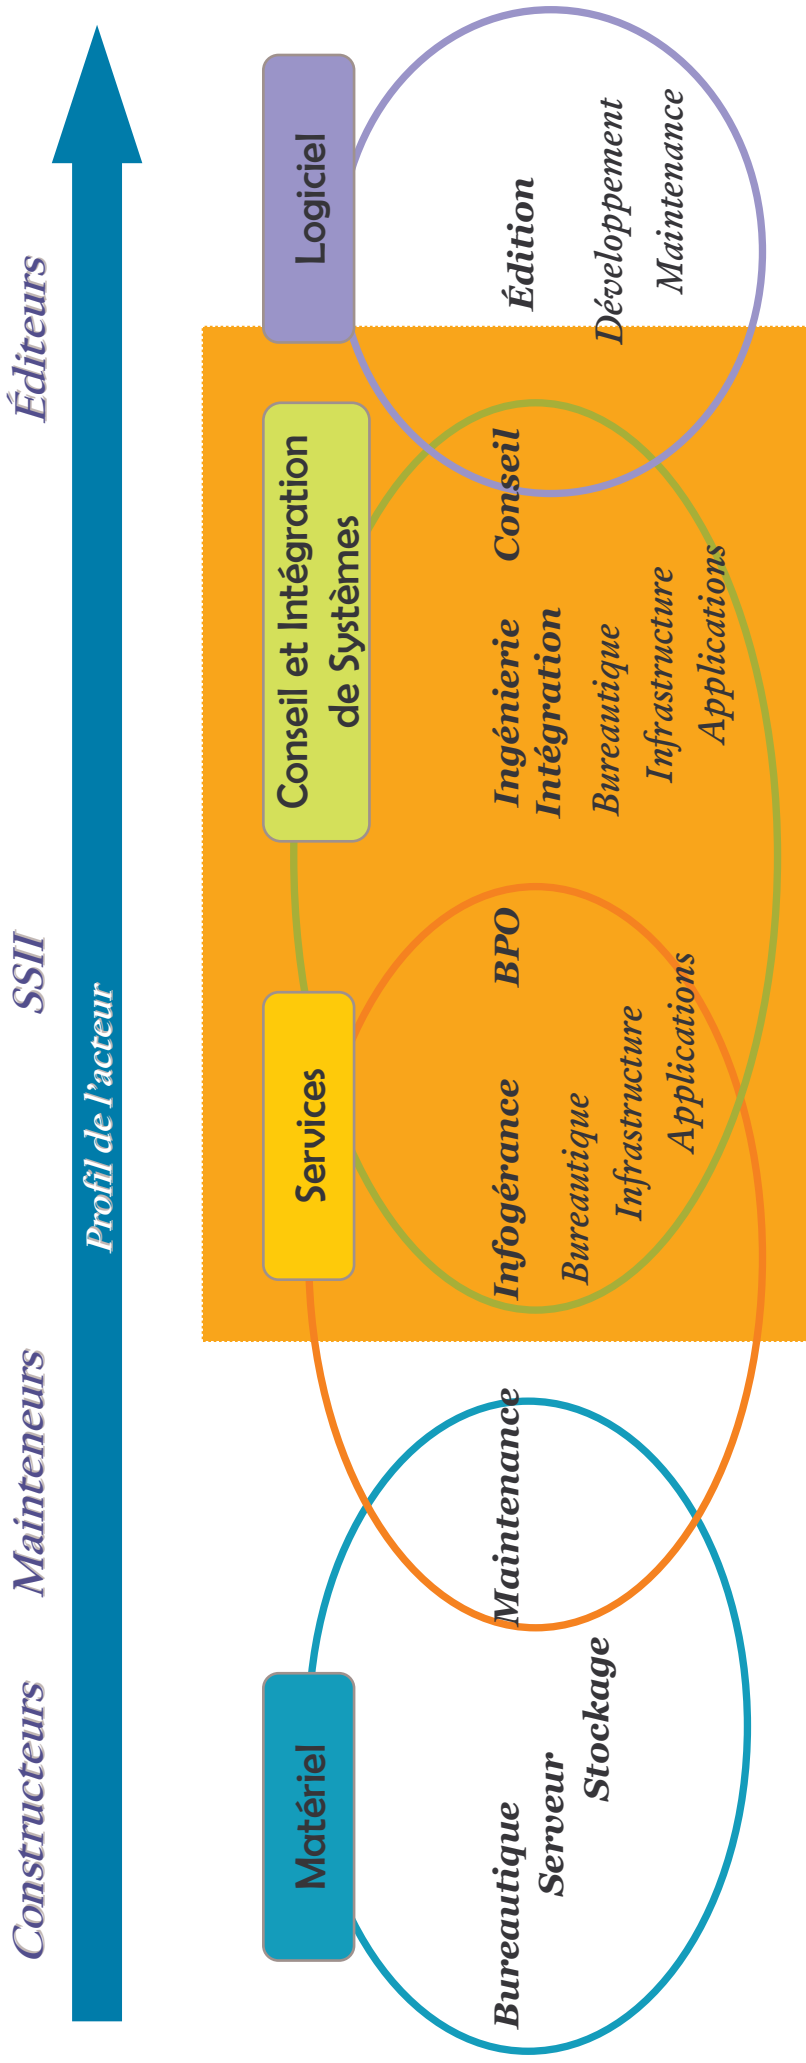 Constructeurs
Mainteneurs
SSII
Éditeurs
Profil de l'acteur
Matériel
Services
Conseil et Intégration
de Systèmes
Logiciel
Bureautique
Serveur
Stockage
Maintenance
Infogérance
Bureautique
Infrastructure
Applications
BPO
Ingénierie
Intégration
Bureautique
Infrastructure
Applications
Conseil
Édition
Développement
Maintenance